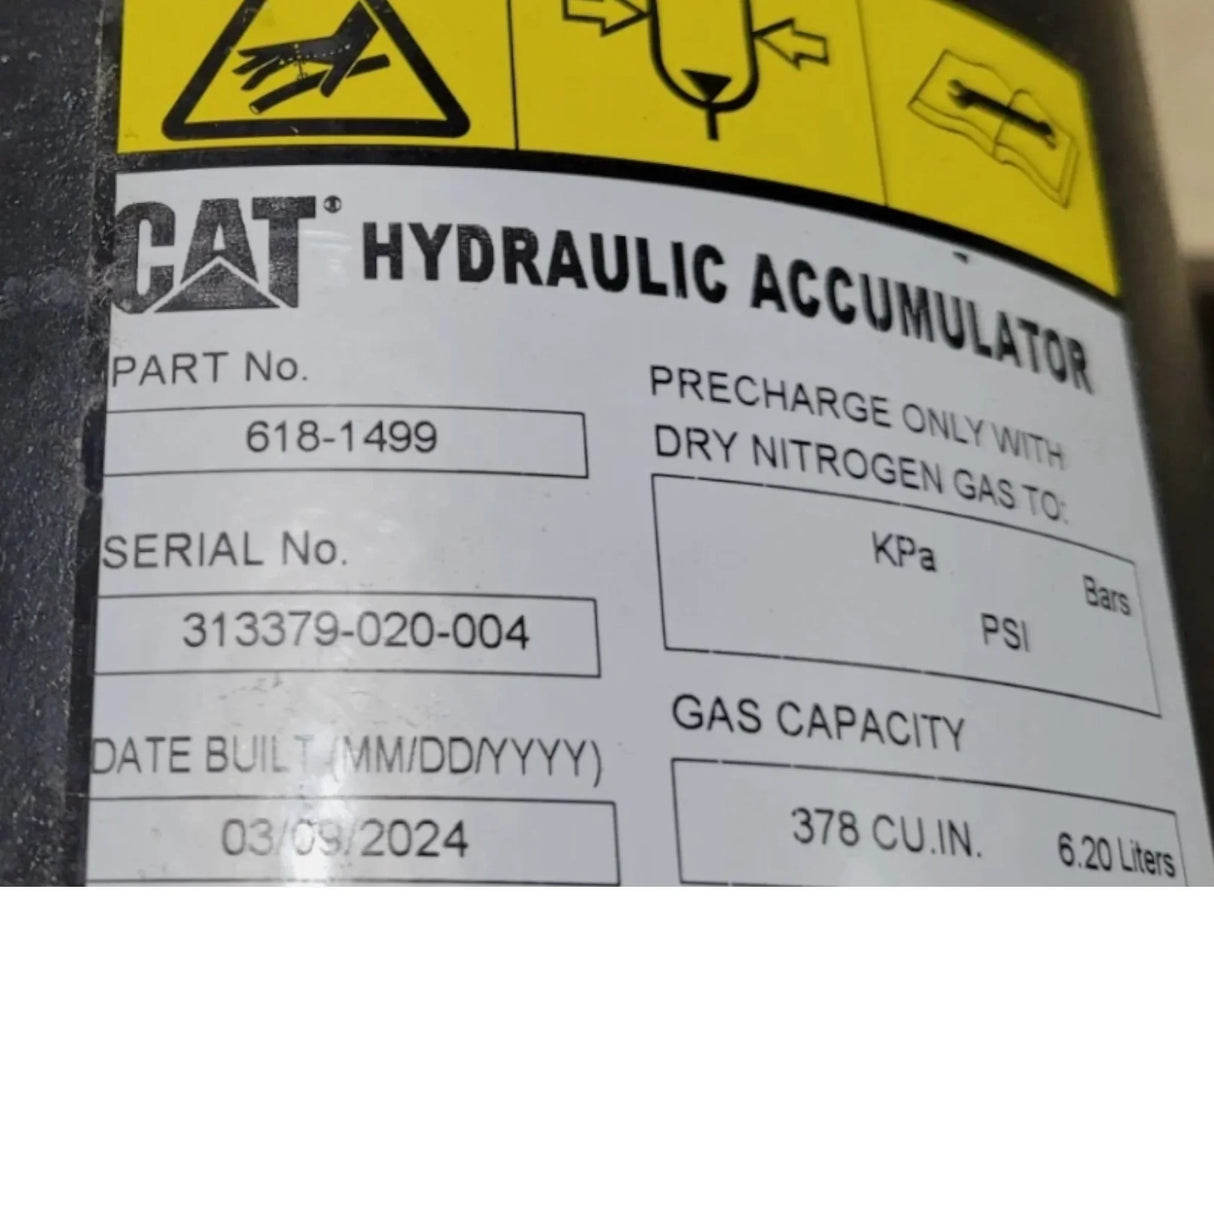 CAT® HYDRAULIC ACCUMULATOR
PART No.
618-1499
SERIAL No.
313379-020-004
DATE BUILT (MM/DD/YYYY)
03/09/2024
PRECHARGE ONLY WITH
DRY NITROGEN GAS TO:
KPa
Bars
PSI
GAS CAPACITY
378 CU.IN. 6.20 Liters